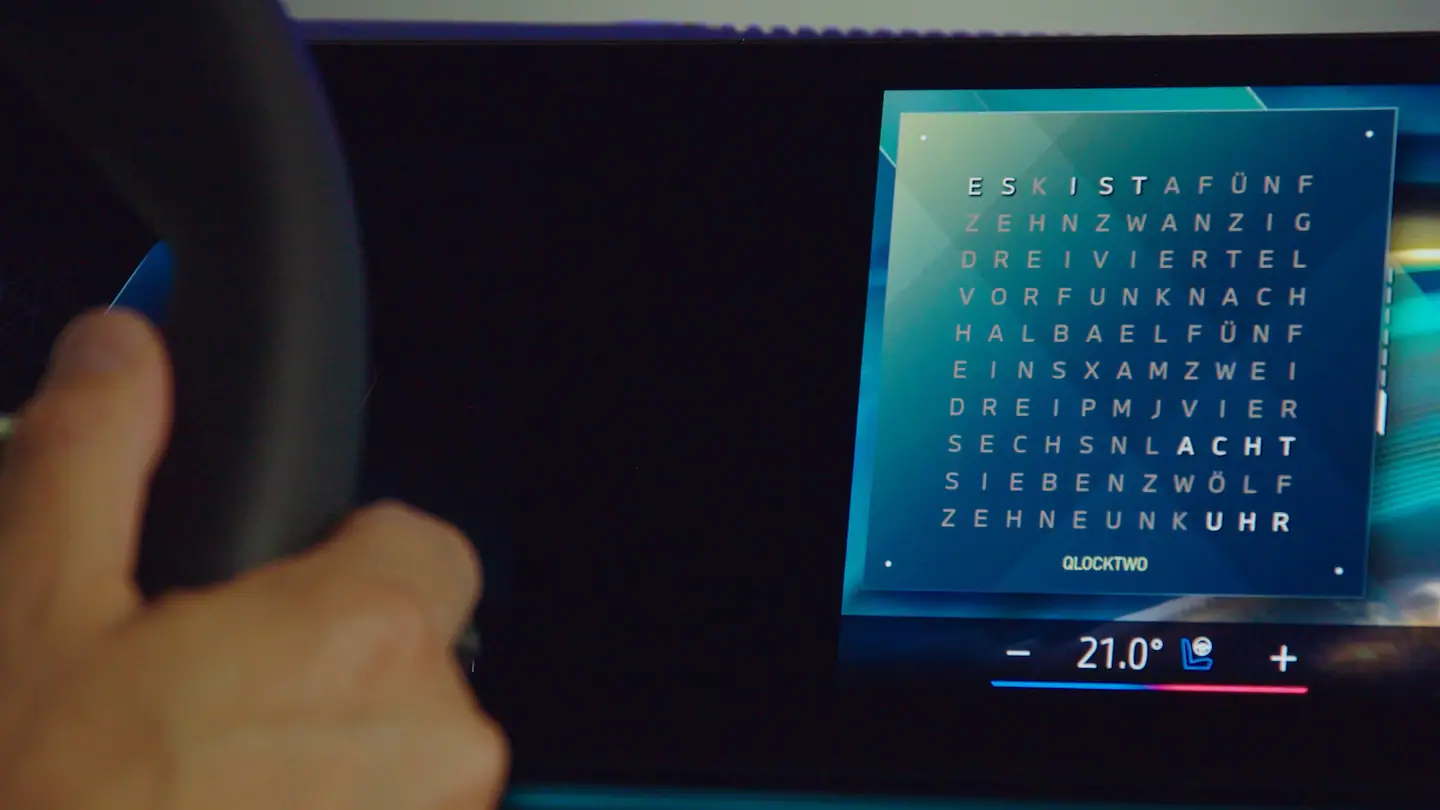 ESKISTAFÜNF
ZEHNZWANZIG
DREIVIERTEL
VORFUNKNACH
HALBAELFÜNF
EINSXAMZWEI
DREIPMJVIER
SECHSNLACHT
SIEBENZWÖLF
ZEHNEUNKUHR
QLOCKTWO
− 21.0° +